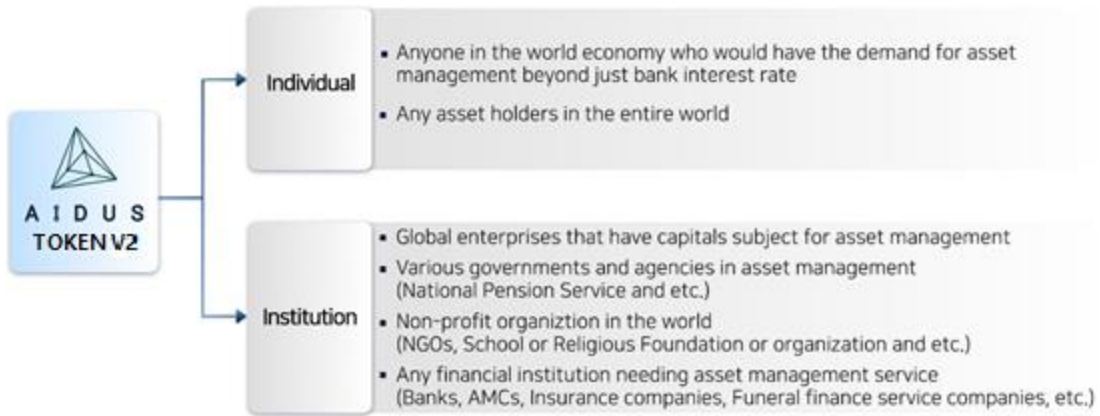 AIDUS
TOKEN V2
Individual
▪ Anyone in the world economy who would have the demand for asset
management beyond just bank interest rate
▪ Any asset holders in the entire world
Institution
▪ Global enterprises that have capitals subject for asset management
▪ Various governments and agencies in asset management
(National Pension Service and etc.)
▪ Non-profit organiztion in the world
(NGOs, School or Religious Foundation or organization and etc.)
▪ Any financial institution needing asset management service
(Banks, AMCs, Insurance companies, Funeral finance service companies, etc.)